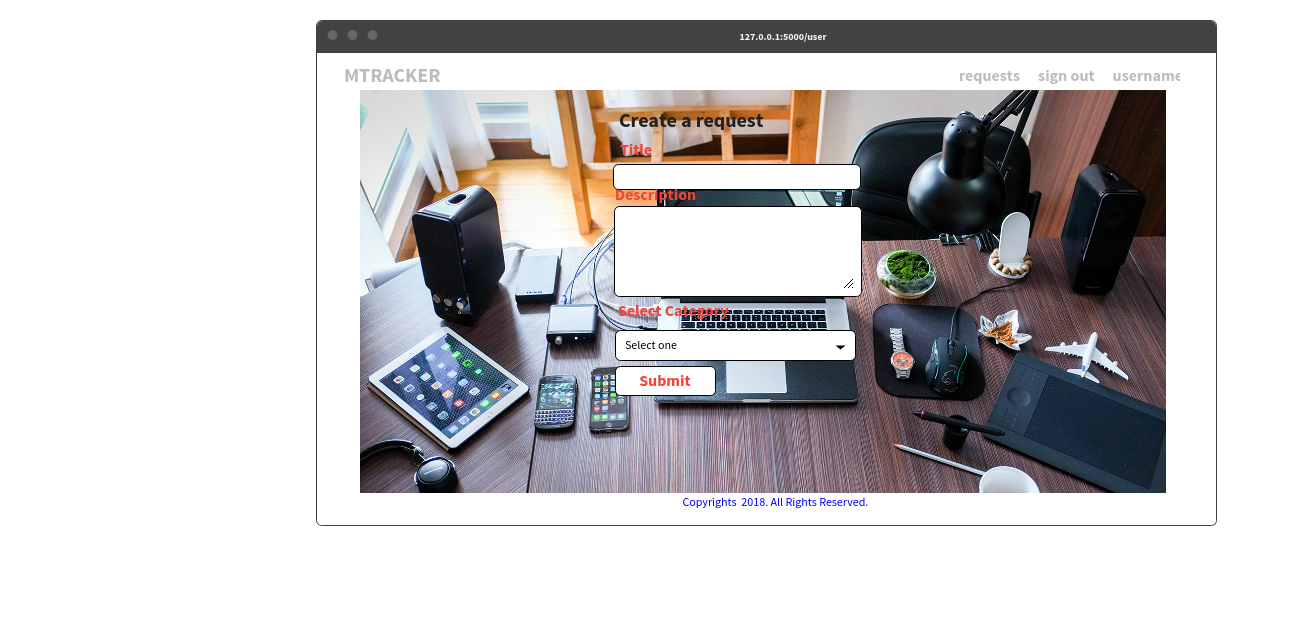 127.0.0.1:5000/user
MTRACKER requests sign out username
Create a request
Title
Description
Select Category
Select one
Submit
Copyrights 2018. All Rights Reserved.